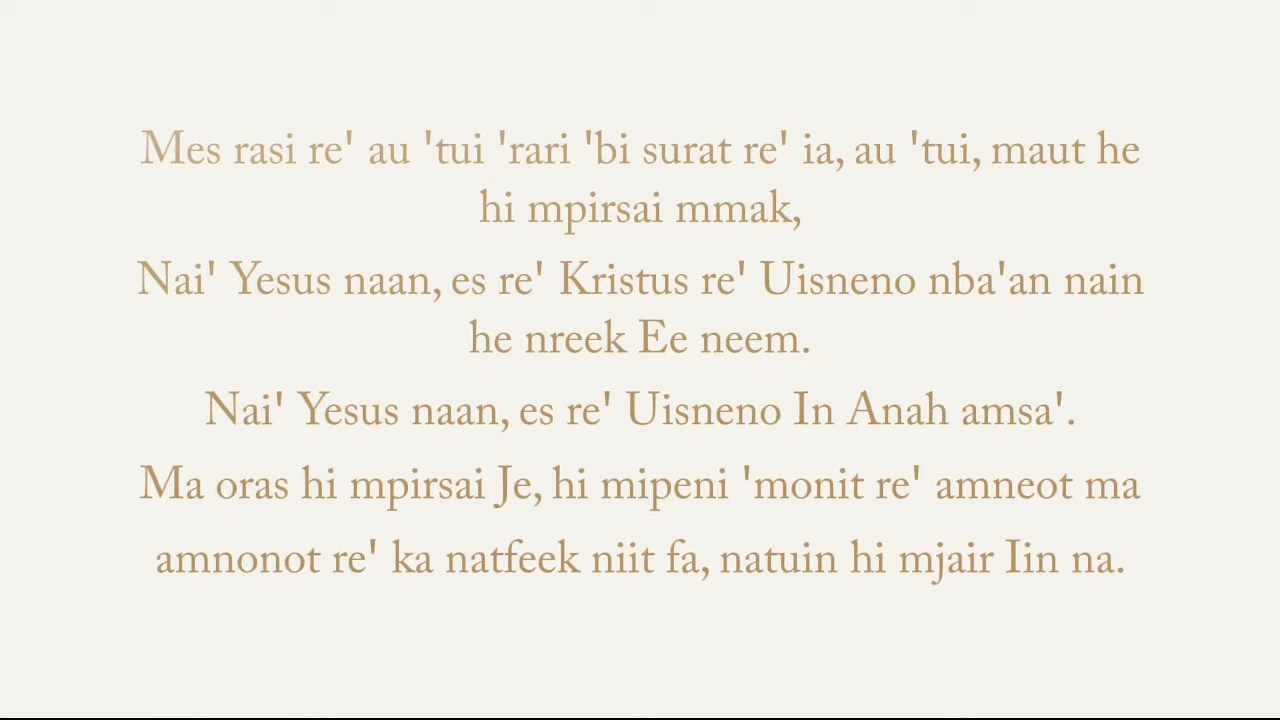 Mes rasi re' au 'tui 'rari 'bi surat re' ia, au 'tui, maut he
hi mpirsai mmak,
Nai' Yesus naan, es re' Kristus re' Uisneno nba'an nain
he nreek Ee neem.
Nai' Yesus naan, es re' Uisneno In Anah amsa'.
Ma oras hi mpirsai Je, hi mipeni 'monit re' amneot ma
amnonot re' ka natfeek niit fa, natuin hi mjair Iin na.